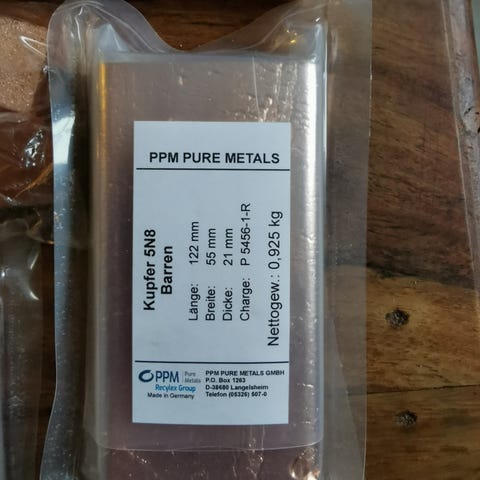 PPM PURE METALS
Kupfer 5N8
Barren
Länge: 122 mm
Breite: 55 mm
Dicke: 21 mm
Charge: P 5456-1-R
Nettogew.: 0,925 kg
PPM Pure Metals
Recylex Group
Made in Germany
PPM PURE METALS GMBH
P.O. Box 1263
D-38680 Langelsheim
Telefon (05326) 507-0